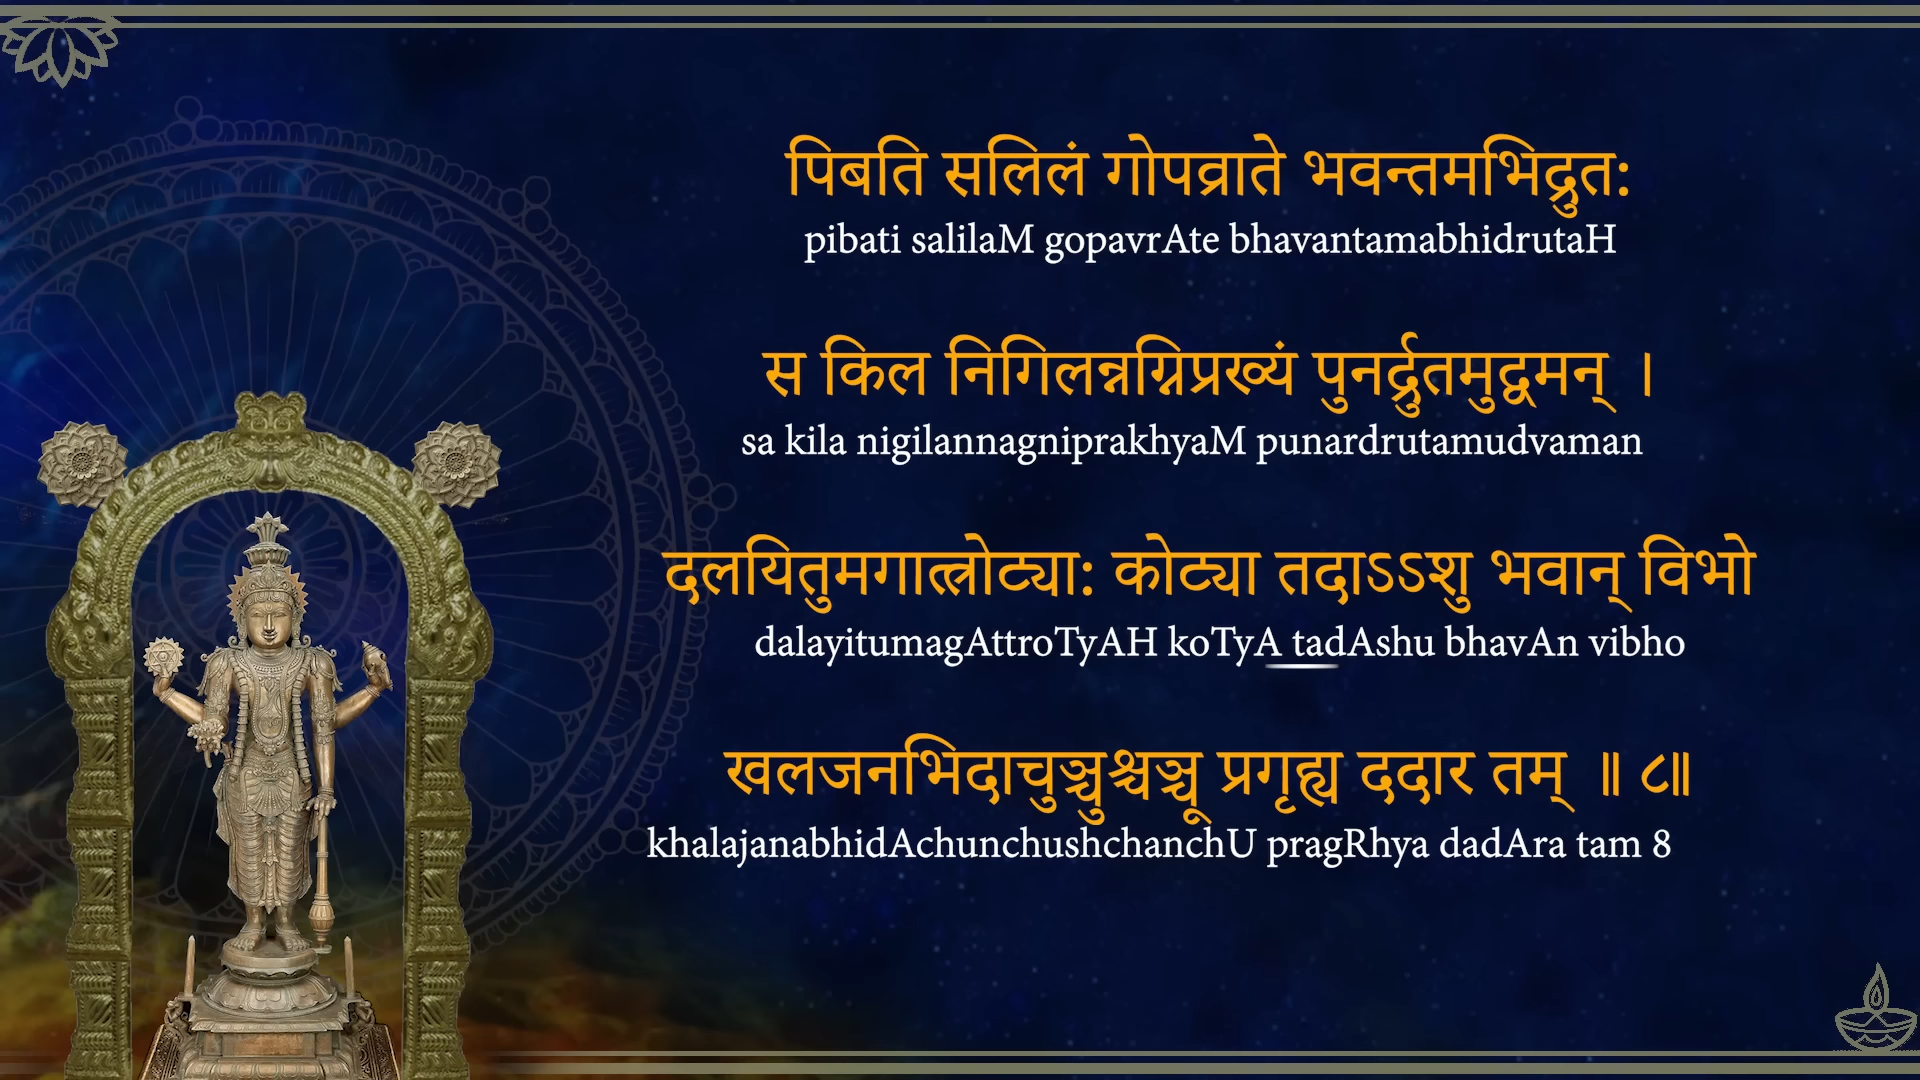 पिबति सलिलं गोपव्राते भवन्तमभिद्रुत:
pibati salilaM gopavrAte bhavantamabhidrutaH
स किल निगिलन्नग्निप्रख्यं पुनर्द्रुतमुद्वमन् ।
sa kila nigilannagniprakhyaM punardrutamudvaman
दलयितुमगात्त्रोट्या: कोट्या तदाऽऽशु भवान् विभो
dalayitumagAttroTyAH koTyA tadAshu bhavAn vibho
खलजनभिदाचुञ्चुश्चञ्चू प्रगृह्य ददार तम् ॥ ८॥
khalajanabhidAchunchushchanchU pragRhya dadAra tam 8